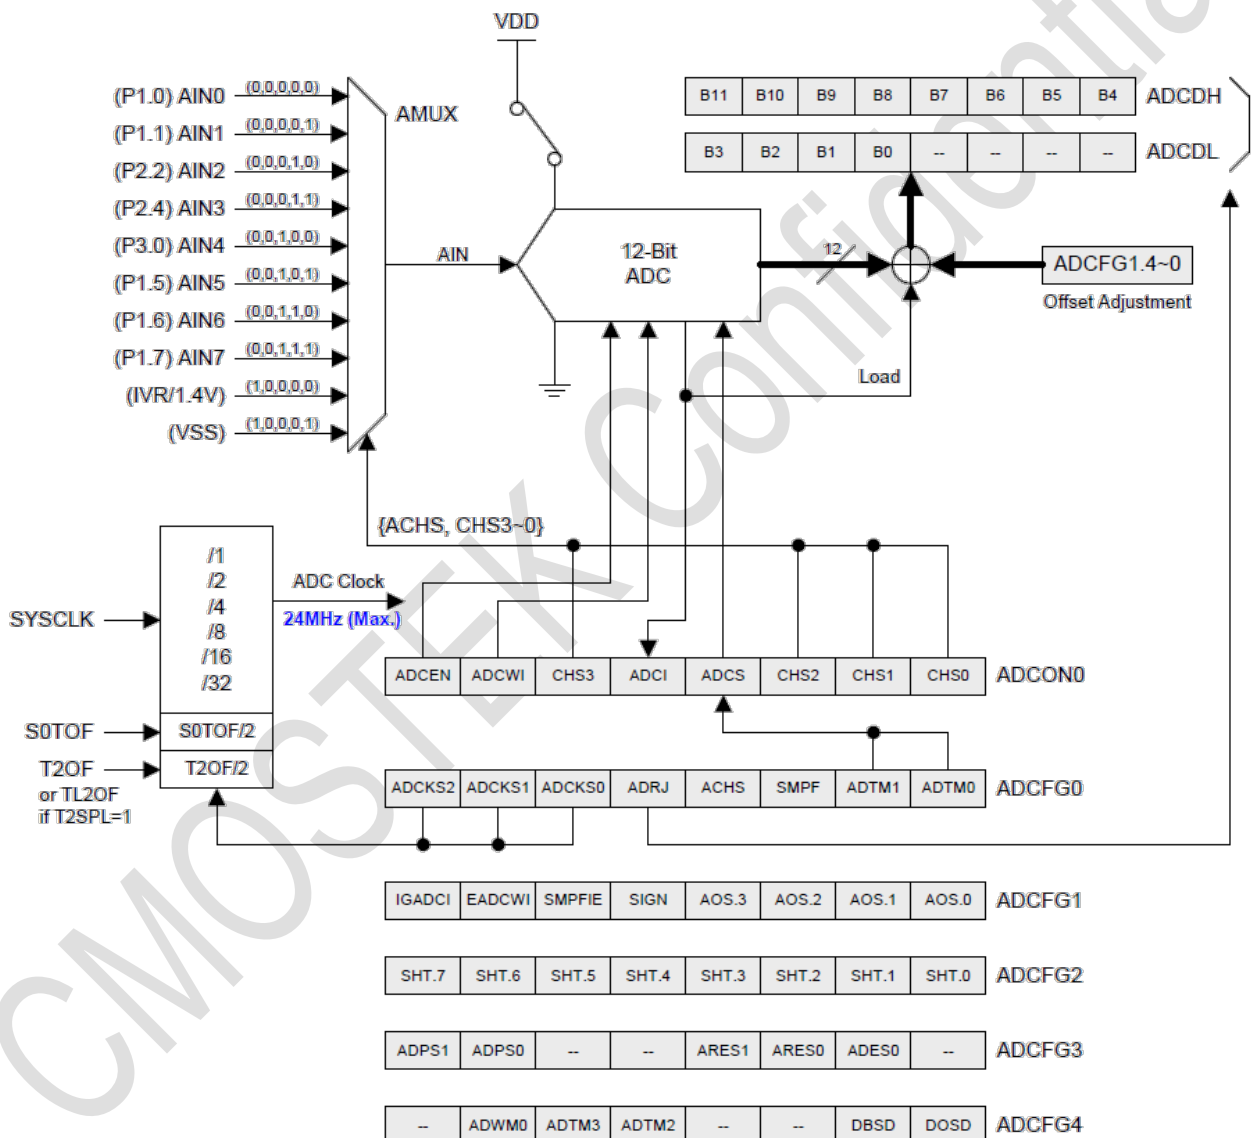 VDD
(P1.0) AIN0 (0,0,0,0,0)
(P1.1) AIN1 (0,0,0,0,1)
(P2.2) AIN2 (0,0,0,1,0)
(P2.4) AIN3 (0,0,0,1,1)
(P3.0) AIN4 (0,0,1,0,0)
(P1.5) AIN5 (0,0,1,0,1)
(P1.6) AIN6 (0,0,1,1,0)
(P1.7) AIN7 (0,0,1,1,1)
(IVR/1.4V) (1,0,0,0,0)
(VSS) (1,0,0,0,1)
AMUX
AIN
12-Bit
ADC
12
B11 B10 B9 B8 B7 B6 B5 B4 ADCDH
B3 B2 B1 B0 -- -- -- -- ADCDL
ADCFG1.4~0
Offset Adjustment
Load
{ACHS, CHS3~0}
SYSCLK
/1
/2
/4
/8
/16
/32
ADC Clock
24MHz (Max.)
S0TOF
S0TOF/2
T2OF
or TL2OF
if T2SPL=1
T2OF/2
ADCEN ADCWI CHS3 ADCI ADCS CHS2 CHS1 CHS0 ADCON0
ADCKS2 ADCKS1 ADCKS0 ADRJ ACHS SMPF ADTM1 ADTM0 ADCFG0
IGADCI EADCWI SMPFIE SIGN AOS.3 AOS.2 AOS.1 AOS.0 ADCFG1
SHT.7 SHT.6 SHT.5 SHT.4 SHT.3 SHT.2 SHT.1 SHT.0 ADCFG2
ADPS1 ADPS0 -- -- ARES1 ARES0 ADES0 -- ADCFG3
-- ADWM0 ADTM3 ADTM2 -- -- DBSD DOSD ADCFG4
CMOSTEK Confidential